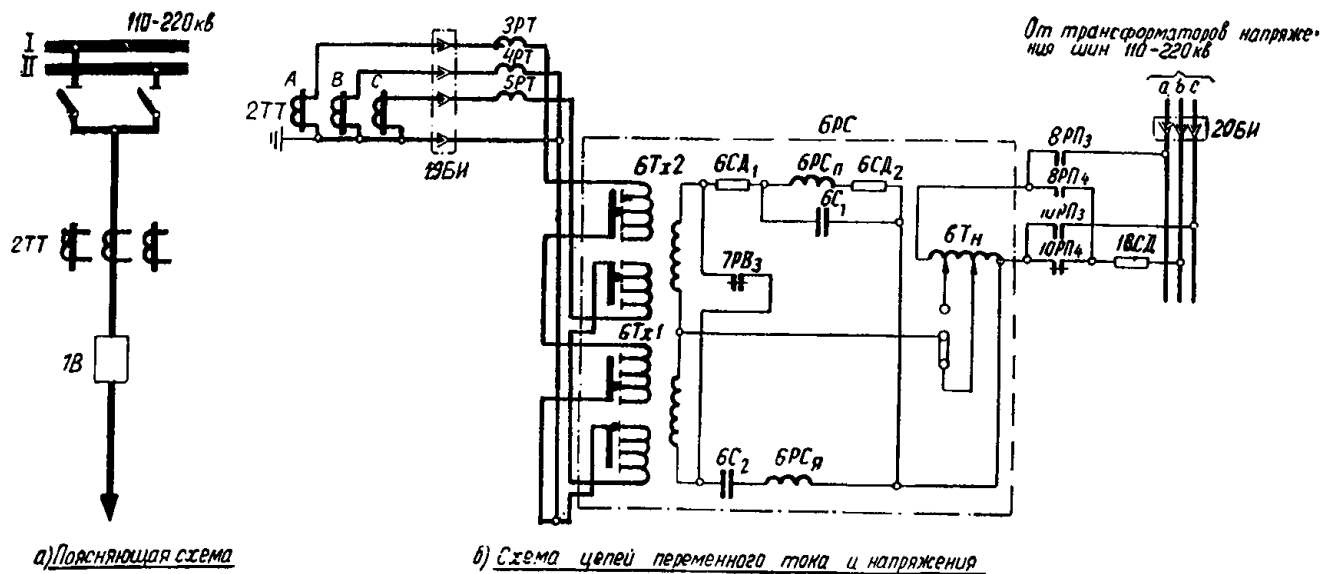 110-220кв
I
II
2ТТ
1В
а) Поясняющая схема
A
B
C
2ТТ
19БИ
3РТ
4РТ
5РТ
6Тх2
6Тх1
6РС
6СД1
6РСп
6СД2
6С1
7РВ3
6Тн
6С2
6РСя
От трансформаторов напряже-
ния шин 110-220кв
a b c
20БИ
8РП3
8РП4
10РП3
10РП4
18СД
б) Схема цепей переменного тока и напряжения